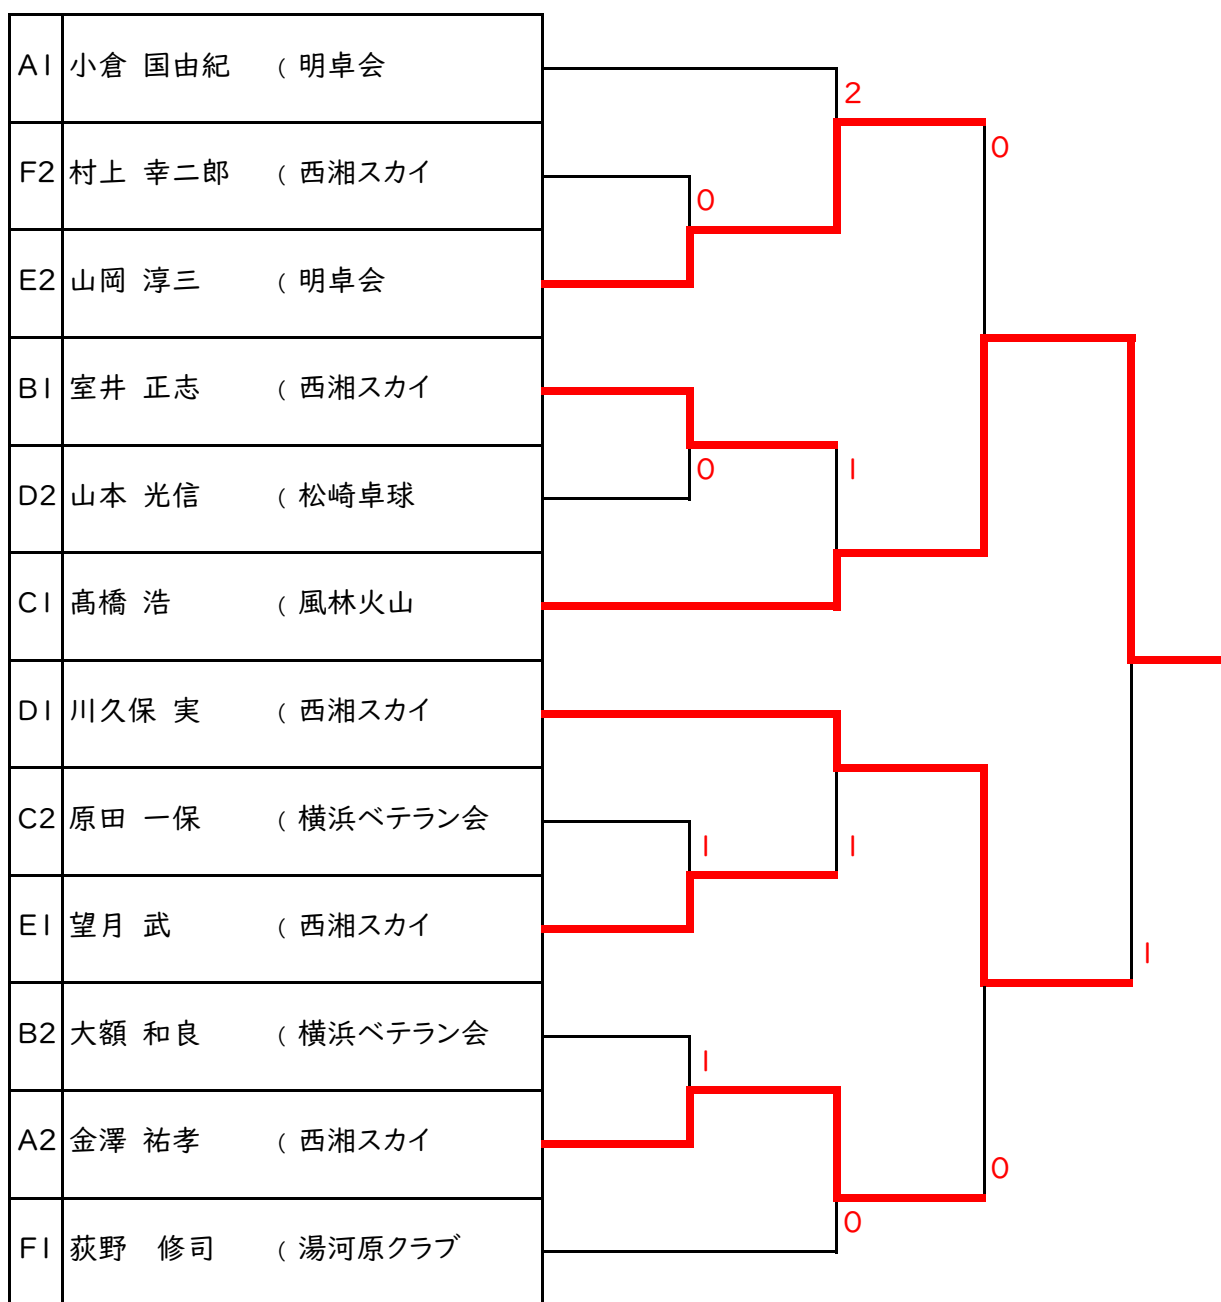 A1 小倉 国由紀 ( 明卓会
2
0
F2 村上 幸二郎 ( 西湘スカイ
0
E2 山岡 淳三 ( 明卓会
B1 室井 正志 ( 西湘スカイ
0 1
D2 山本 光信 ( 松崎卓球
C1 髙橋 浩 ( 風林火山
D1 川久保 実 ( 西湘スカイ
C2 原田 一保 ( 横浜ベテラン会
1 1
E1 望月 武 ( 西湘スカイ
1
B2 大額 和良 ( 横浜ベテラン会
1
A2 金澤 祐孝 ( 西湘スカイ
0
0
F1 荻野 修司 ( 湯河原クラブ